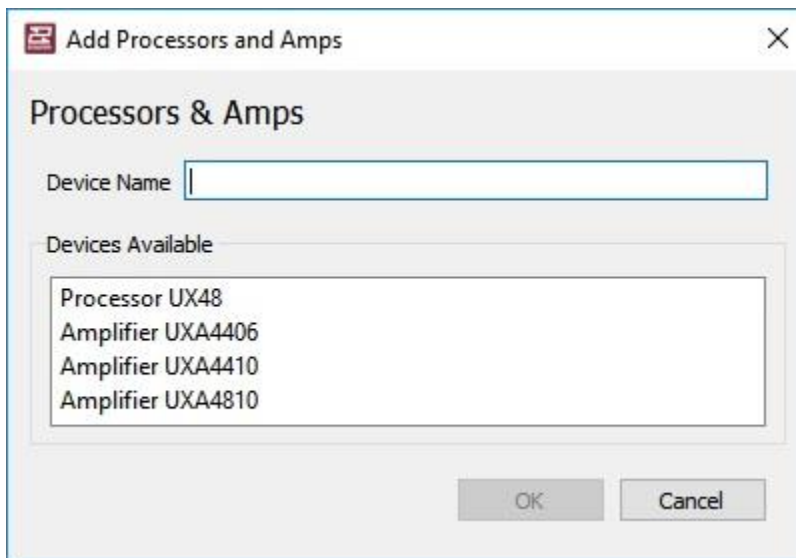 Add Processors and Amps
Processors & Amps
Device Name
Devices Available
Processor UX48
Amplifier UXA4406
Amplifier UXA4410
Amplifier UXA4810
OK Cancel